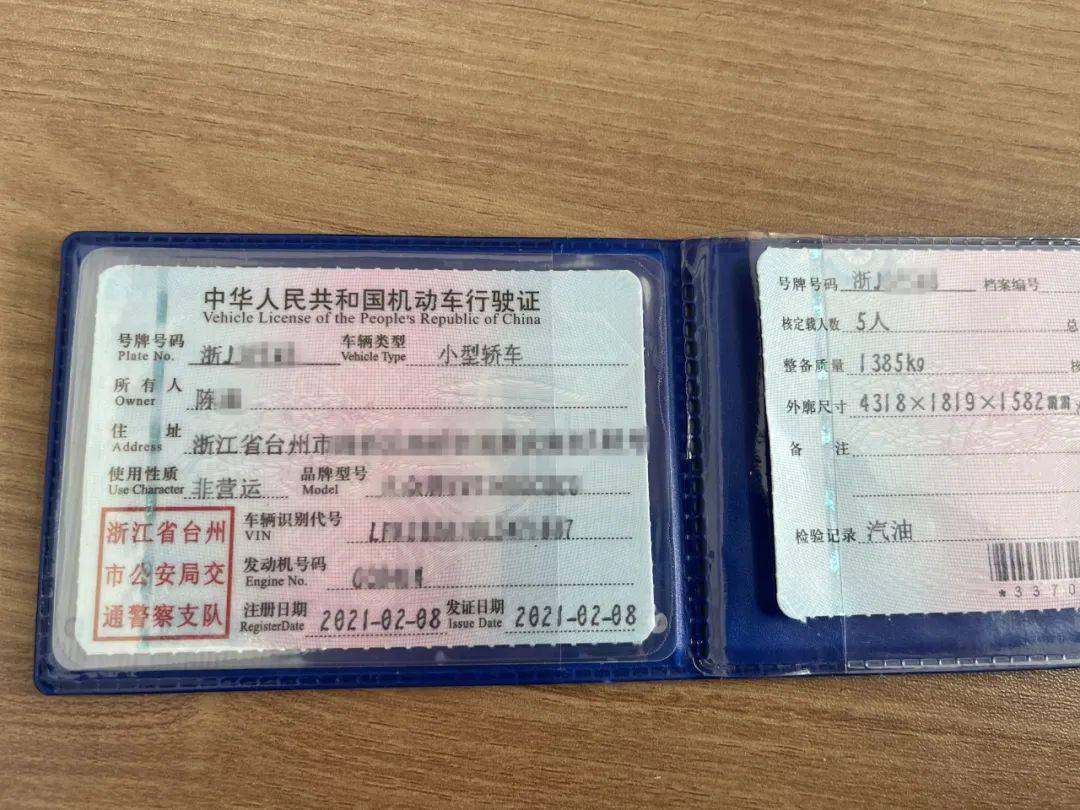 中华人民共和国机动车行驶证
Vehicle License of the People's Republic of China
号牌号码 浙J 车辆类型 小型轿车
Plate No. Vehicle Type
所有人 陈
Owner
住址 浙江省台州市
Address
使用性质 非营运 品牌型号
Use Character Model
浙江省台州
市公安局交
通警察支队
车辆识别代号
VIN
发动机号码
Engine No.
注册日期 2021-02-08 发证日期 2021-02-08
RegisterDate Issue Date
号牌号码 浙J 档案编号
核定载人数 5人 总
整备质量 1385kg
外廓尺寸 4318×1819×1582
备注
检验记录 汽油
*3370